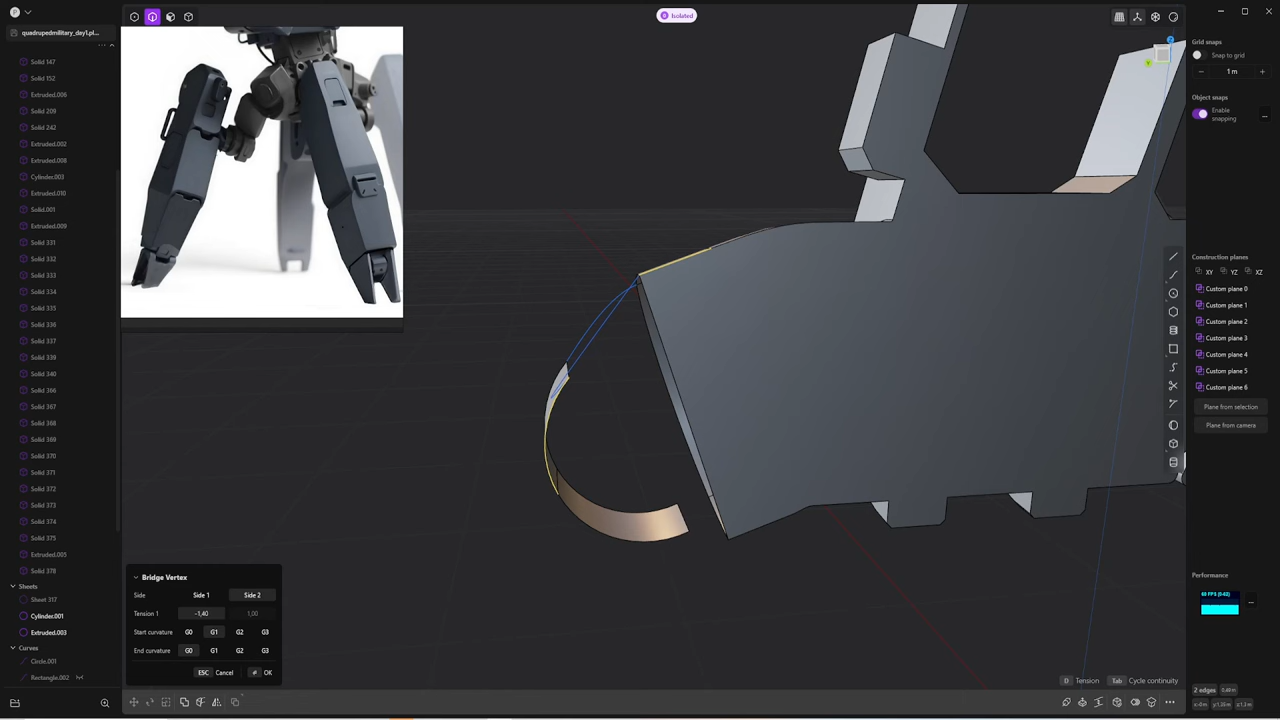 quadrupedmilitary_day1.pl...
Solid 147
Solid 152
Extruded.006
Solid 209
Solid 242
Extruded.002
Extruded.008
Cylinder.003
Extruded.010
Solid.001
Extruded.009
Solid 331
Solid 332
Solid 333
Solid 334
Solid 335
Solid 336
Solid 337
Solid 339
Solid 340
Solid 366
Solid 367
Solid 368
Solid 369
Solid 370
Solid 371
Solid 372
Solid 373
Solid 374
Solid 375
Extruded.005
Solid 378
Sheets
Sheet 317
Cylinder.001
Extruded.003
Curves
Circle.001
Rectangle.002
Isolated
Bridge Vertex
Side Side 1 Side 2
Tension 1 -1,40 1,00
Start curvature G0 G1 G2 G3
End curvature G0 G1 G2 G3
ESC Cancel OK
D Tension Tab Cycle continuity
Grid snaps
Snap to grid
1 m
Object snaps
Enable
snapping
Construction planes
XY YZ XZ
Custom plane 0
Custom plane 1
Custom plane 2
Custom plane 3
Custom plane 4
Custom plane 5
Custom plane 6
Plane from selection
Plane from camera
Performance
2 edges